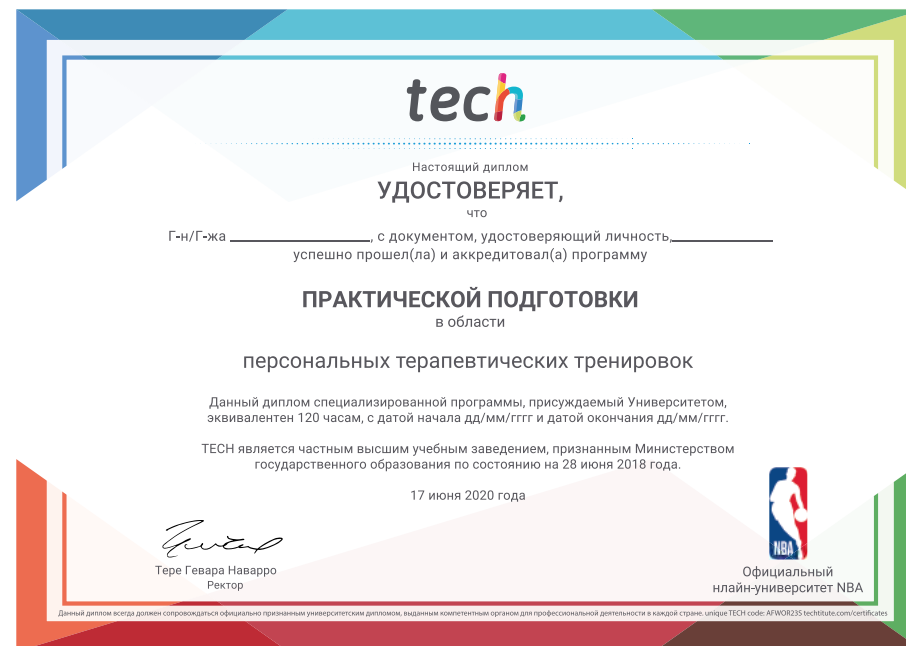 tech
Настоящий диплом
УДОСТОВЕРЯЕТ,
что
Г-н/Г-жа ____________________, с документом, удостоверяющий личность,______________
успешно прошел(ла) и аккредитовал(а) программу
ПРАКТИЧЕСКОЙ ПОДГОТОВКИ
в области
персональных терапевтических тренировок
Данный диплом специализированной программы, присуждаемый Университетом,
эквивалентен 120 часам, с датой начала дд/мм/гггг и датой окончания дд/мм/гггг.
TECH является частным высшим учебным заведением, признанным Министерством
государственного образования по состоянию на 28 июня 2018 года.
17 июня 2020 года
NBA
Тере Гевара Наварро
Ректор
Официальный
нлайн-университет NBA
Данный диплом всегда должен сопровождаться официально признанным университетским дипломом, выданным компетентным органом для профессиональной деятельности в каждой стране. unique TECH code: AFWOR23S techtitute.com/certificates